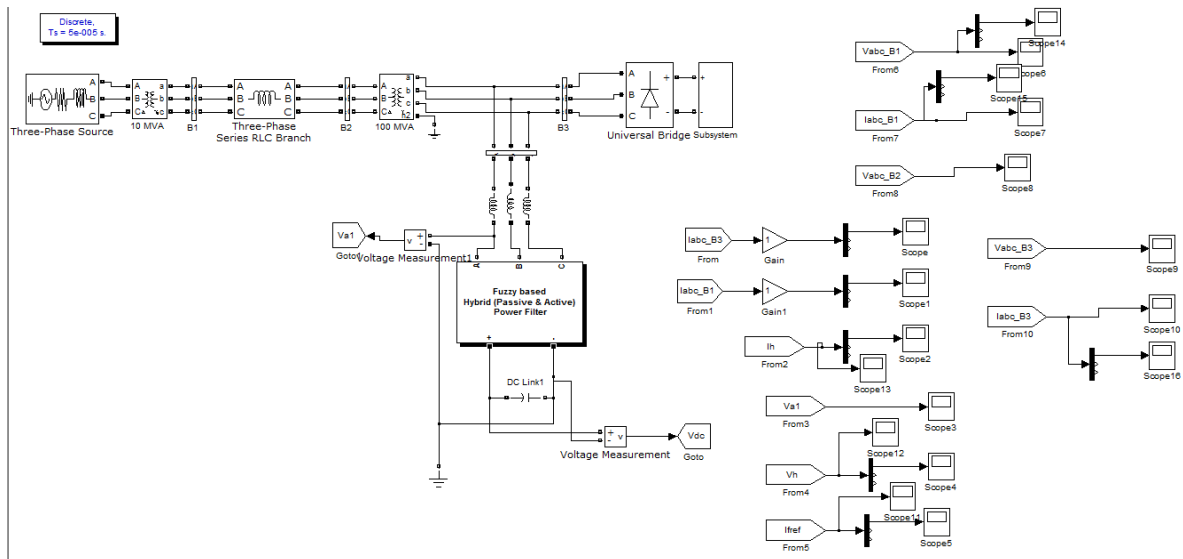 Discrete,
Ts = 5e-005 s.
A
B
C
Three-Phase Source
A
B
C
a
b
c
10 MVA
B1
A
B
C
A
B
C
Three-Phase
Series RLC Branch
B2
A
B
C
a
b
c
n2
100 MVA
B3
A
B
C
+
-
Universal Bridge
+
-
Subsystem
Va1
Goto1
v
+
-
Voltage Measurement1
A
B
C
Fuzzy based
Hybrid (Passive & Active)
Power Filter
+
-
DC Link1
+
-
v
Voltage Measurement
Vdc
Goto
Vabc_B1
From6
Scope14
Scope6
Scope15
Iabc_B1
From7
Scope7
Vabc_B2
From8
Scope8
Iabc_B3
From
1
Gain
Scope
Iabc_B1
From1
1
Gain1
Scope1
Ih
From2
Scope2
Scope13
Va1
From3
Scope3
Scope12
Vh
From4
Scope4
Scope11
Ifref
From5
Scope5
Vabc_B3
From9
Scope9
Iabc_B3
From10
Scope10
Scope16